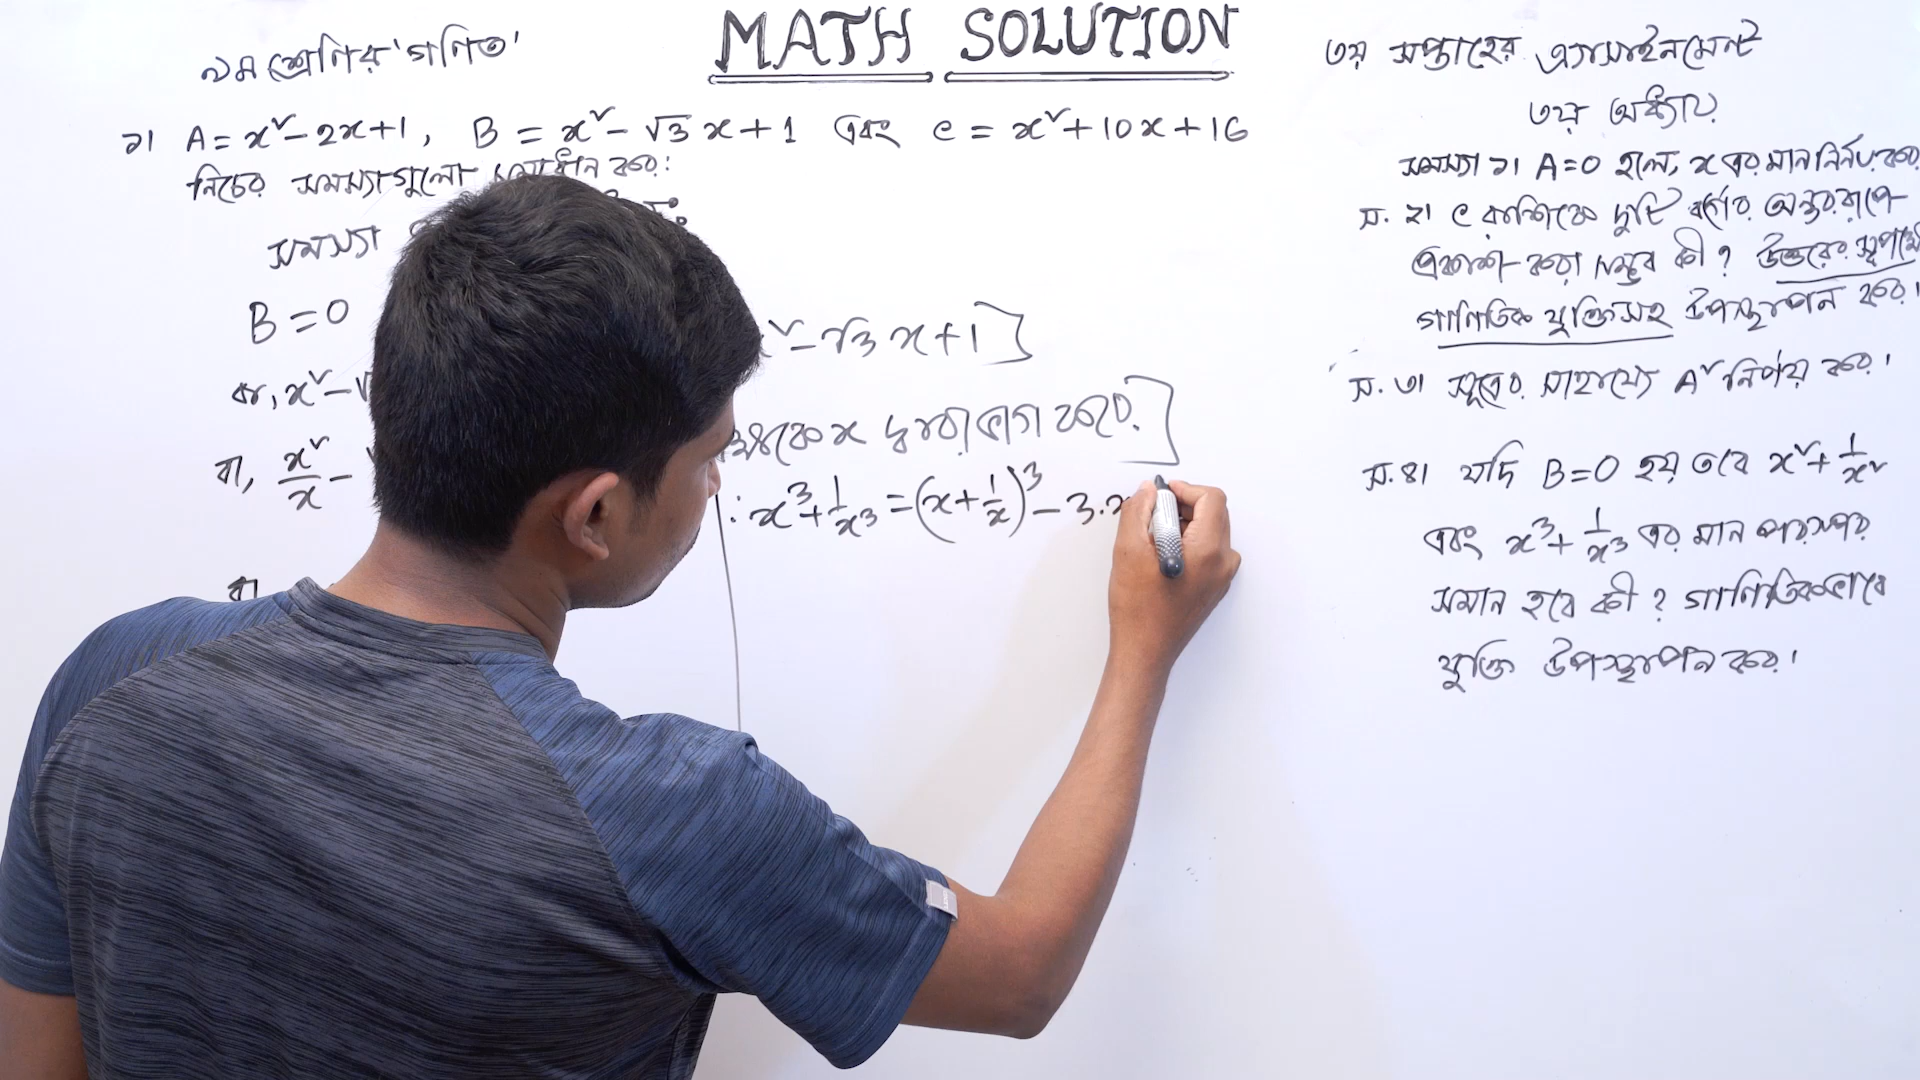 MATH SOLUTION
৯ম শ্রেণির 'গণিত'
১। A = x² - 2x + 1, B = x² - √3 x + 1 এবং c = x² + 10x + 16
নিচের সমস্যাগুলো সমাধান করো:
সমস্যা
B = 0
x² - √3 x + 1]
বা, x² - √
x দ্বারা ভাগ করে]
বা, x²/x -
∴ x³ + 1/x³ = (x + 1/x)³ - 3.x
বা
৩য় সপ্তাহের এ্যাসাইনমেন্ট
৩য় অধ্যায়
সমস্যা ১। A = 0 হলে, x এর মান নির্নয় করো
স. ২। c রাশিকে দুটি বর্গের অন্তররূপে
প্রকাশ করা সম্ভব কী? উত্তরের স্বপক্ষে
গাণিতিক যুক্তিসহ উপস্থাপন করো।
স. ৩। সূত্রের সাহায্যে A² নির্ণয় করো।
স. ৪। যদি B = 0 হয় তবে x² + 1/x²
এবং x³ + 1/x³ এর মান পরস্পর
সমান হবে কী? গাণিতিকভাবে
যুক্তি উপস্থাপন করো।